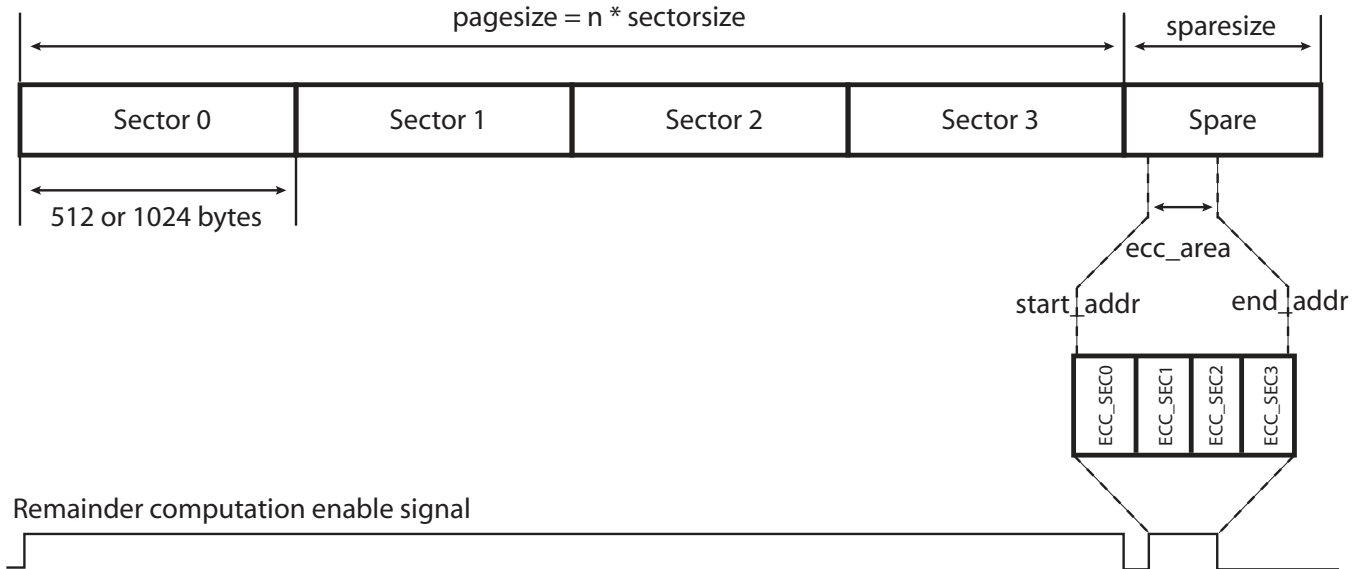 pagesize = n * sectorsize
sparesize
Sector 0
Sector 1
Sector 2
Sector 3
Spare
512 or 1024 bytes
ecc_area
start_addr
end_addr
ECC_SEC0
ECC_SEC1
ECC_SEC2
ECC_SEC3
Remainder computation enable signal